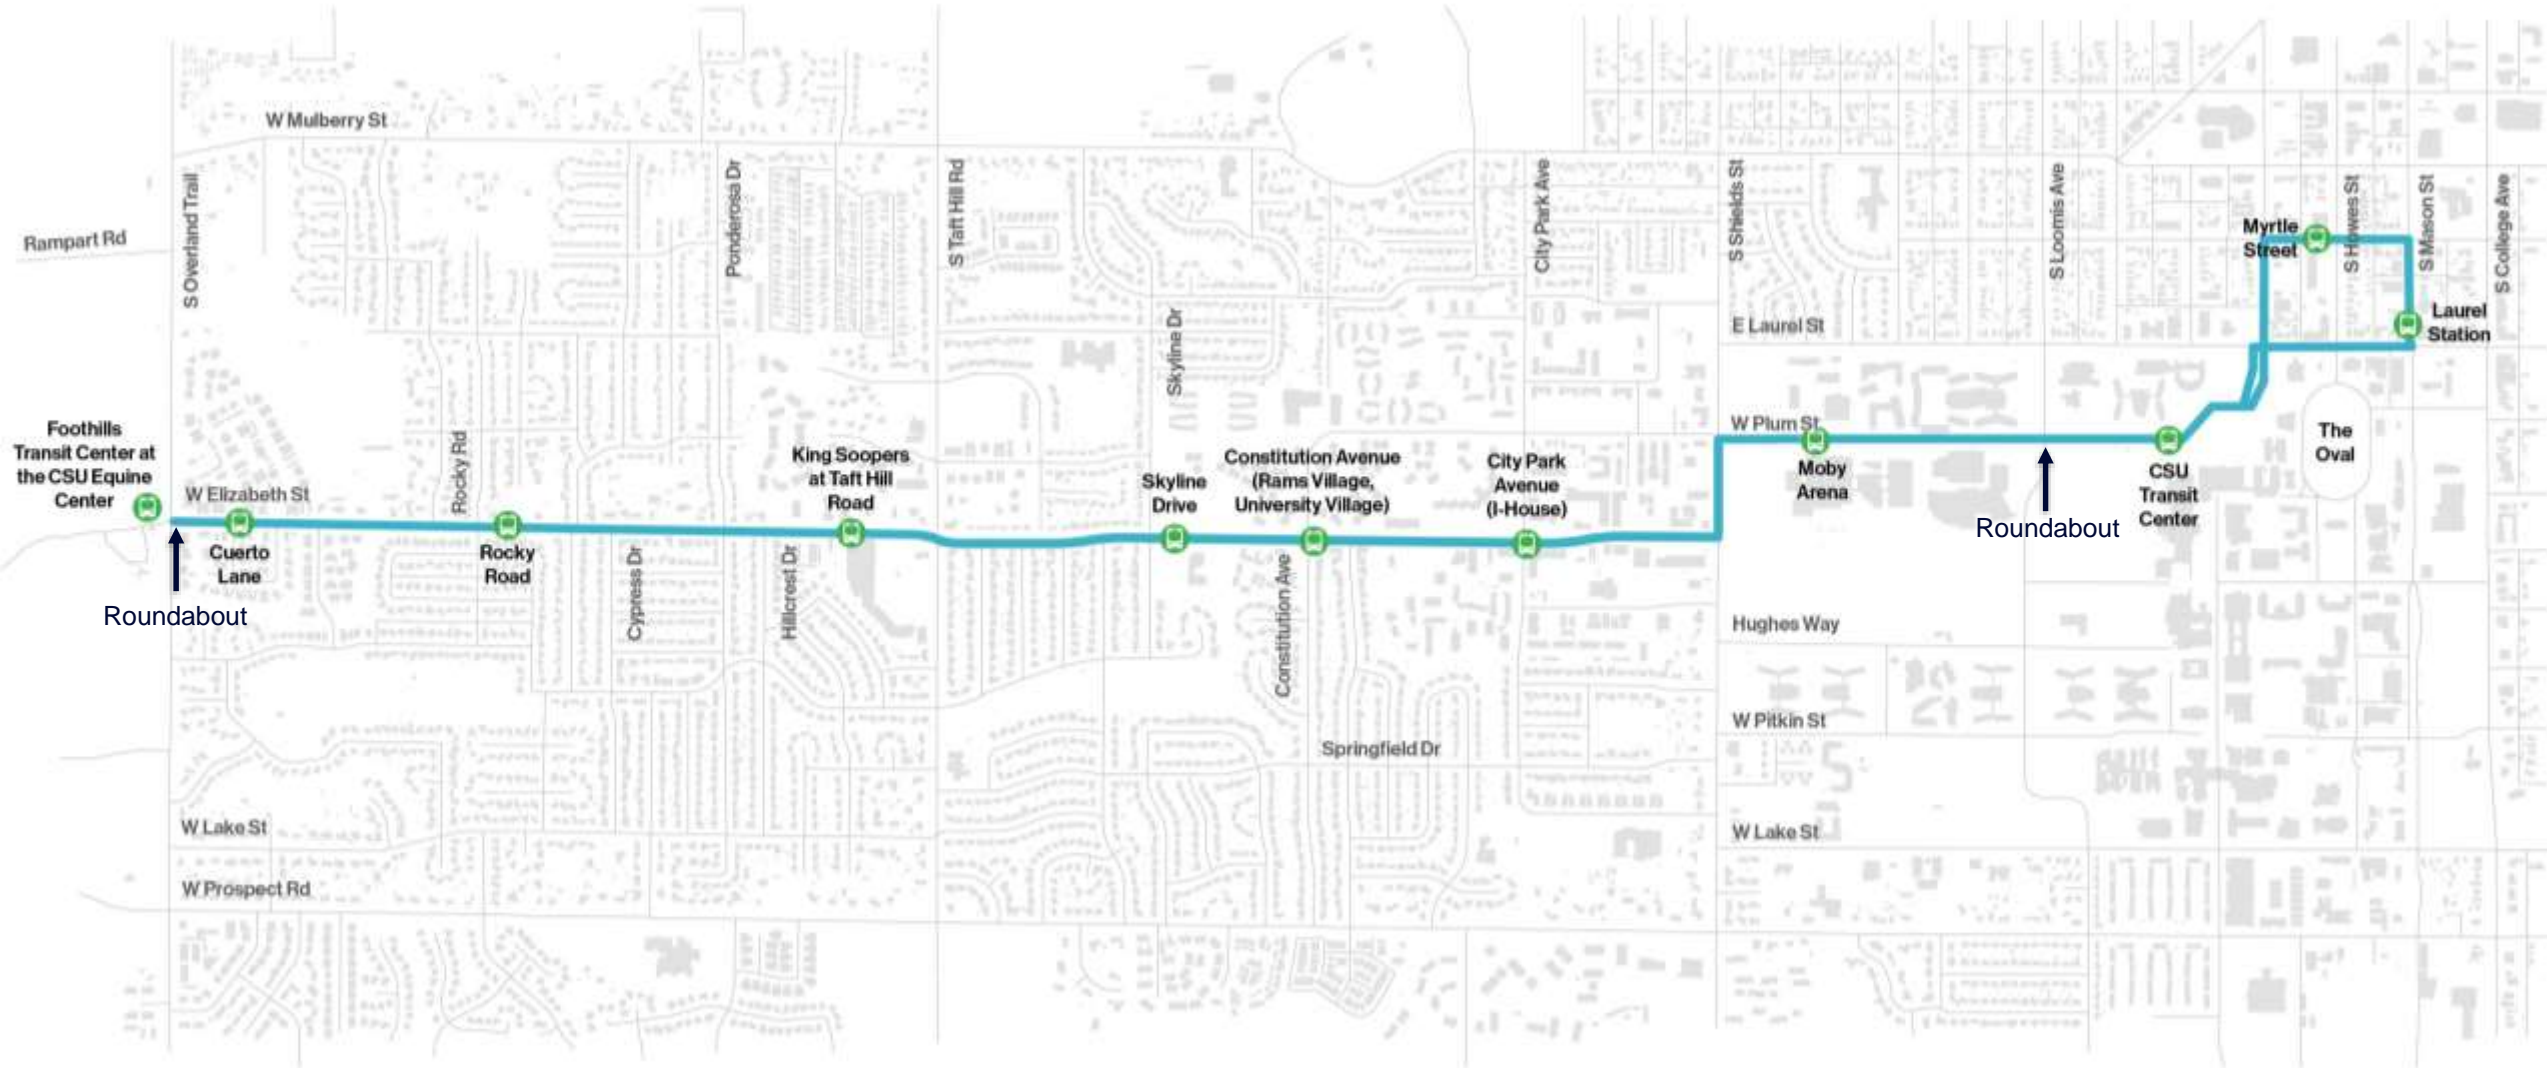 W Mulberry St
Rampart Rd
S Overland Trail
Ponderosa Dr
S Taft Hill Rd
City Park Ave
S Shields St
S Loomis Ave
S Howes St
S Mason St
S College Ave
Myrtle
Street
Laurel
Station
E Laurel St
Skyline Dr
Foothills
Transit Center at
the CSU Equine
Center
W Elizabeth St
Rocky Rd
King Soopers
at Taft Hill
Road
Skyline
Drive
Constitution Avenue
(Rams Village,
University Village)
City Park
Avenue
(I-House)
W Plum St
Moby
Arena
CSU
Transit
Center
The
Oval
Roundabout
Cuerto
Lane
Rocky
Road
Roundabout
Cypress Dr
Hillcrest Dr
Constitution Ave
Hughes Way
W Pitkin St
Springfield Dr
W Lake St
W Lake St
W Prospect Rd